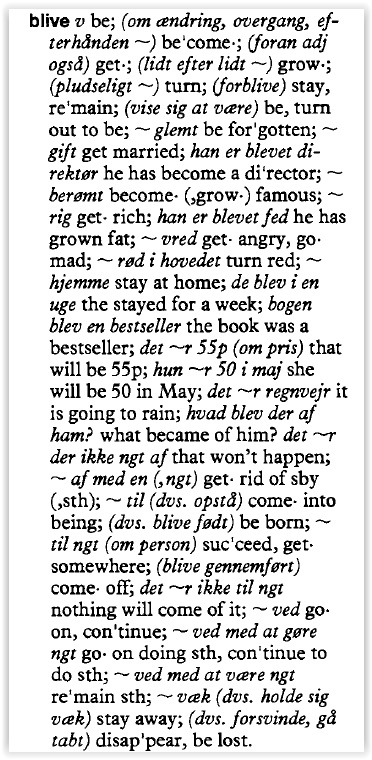 blive v be; (om ændring, overgang, ef-
terhånden ~) be'come·; (foran adj
også) get·; (lidt efter lidt ~) grow·;
(pludseligt ~) turn; (forblive) stay,
re'main; (vise sig at være) be, turn
out to be; ~ glemt be for'gotten; ~
gift get married; han er blevet di-
rektør he has become a di'rector; ~
berømt become· (,grow·) famous; ~
rig get· rich; han er blevet fed he has
grown fat; ~ vred get· angry, go·
mad; ~ rød i hovedet turn red; ~
hjemme stay at home; de blev i en
uge the stayed for a week; bogen
blev en bestseller the book was a
bestseller; det ~r 55p (om pris) that
will be 55p; hun ~r 50 i maj she
will be 50 in May; det ~r regnvejr it
is going to rain; hvad blev der af
ham? what became of him? det ~r
der ikke ngt af that won't happen;
~ af med en (,ngt) get· rid of sby
(,sth); ~ til (dvs. opstå) come· into
being; (dvs. blive født) be born; ~
til ngt (om person) suc'ceed, get·
somewhere; (blive gennemført)
come· off; det ~r ikke til ngt
nothing will come of it; ~ ved go·
on, con'tinue; ~ ved med at gøre
ngt go· on doing sth, con'tinue to
do sth; ~ ved med at være ngt
re'main sth; ~ væk (dvs. holde sig
væk) stay away; (dvs. forsvinde, gå
tabt) disap'pear, be lost.